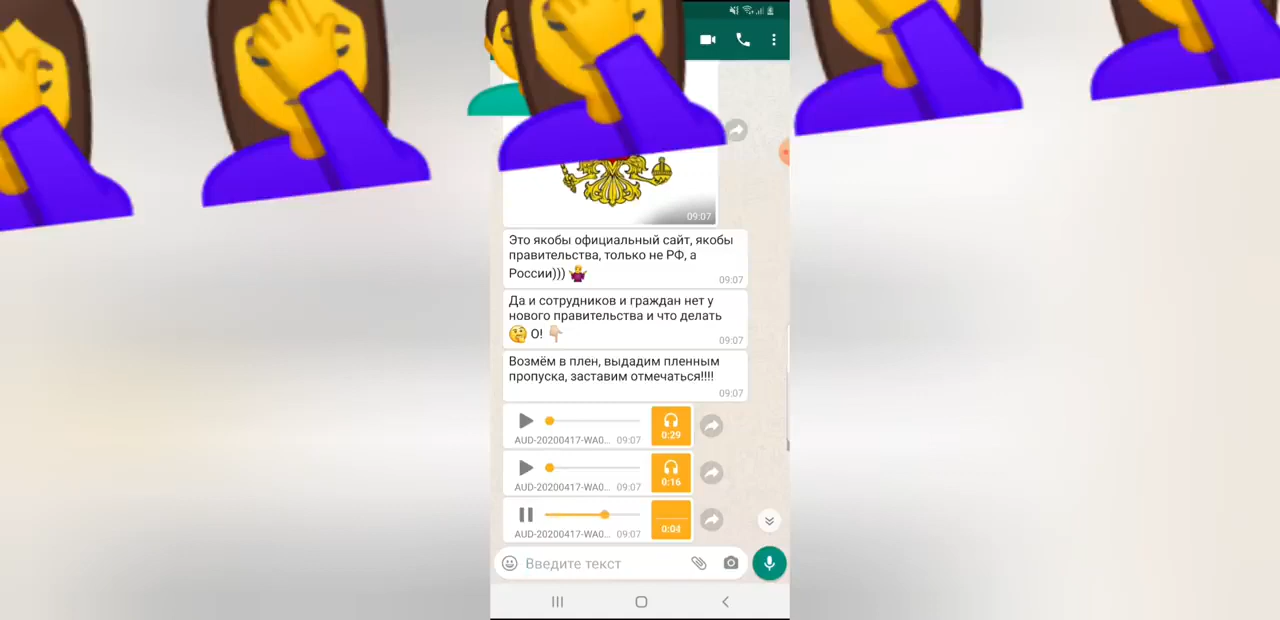 09:07
Это якобы официальный сайт, якобы
правительства, только не РФ, а
России)))
09:07
Да и сотрудников и граждан нет у
нового правительства и что делать
О!
09:07
Возмём в плен, выдадим пленным
пропуска, заставим отмечаться!!!!
09:07
0:29
AUD-20200417-WA0... 09:07
0:16
AUD-20200417-WA0... 09:07
0:04
AUD-20200417-WA0... 09:07
Введите текст